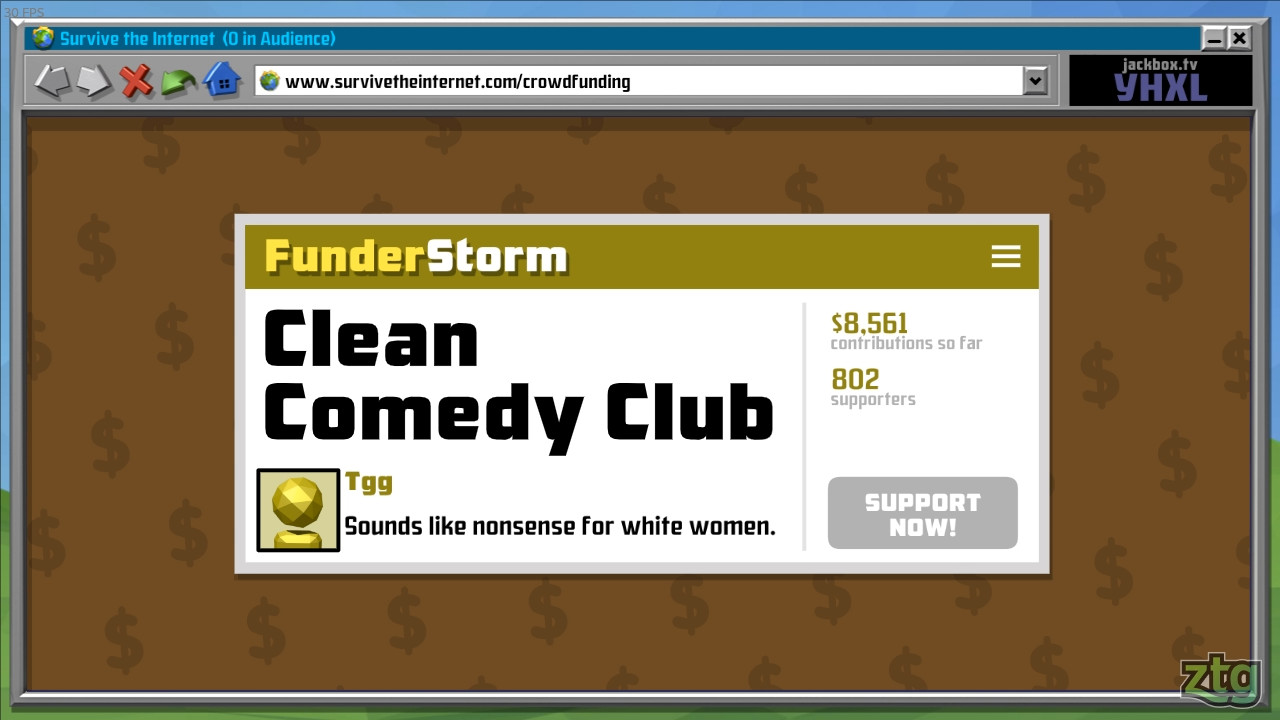 30 FPS
Survive the Internet (0 in Audience)
www.survivetheinternet.com/crowdfunding
jackbox.tv
YHXL
FunderStorm
Clean
Comedy Club
$8,561
contributions so far
802
supporters
Tgg
Sounds like nonsense for white women.
SUPPORT
NOW!
ztg